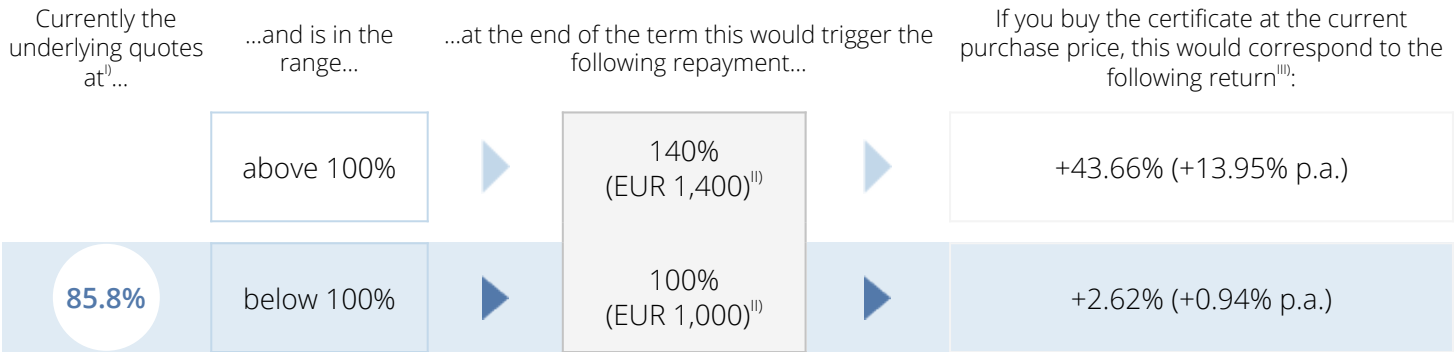 Currently the
underlying quotes
at I)...
...and is in the
range...
...at the end of the term this would trigger the
following repayment...
If you buy the certificate at the current
purchase price, this would correspond to the
following return III):
above 100%
140%
(EUR 1,400) II)
+43.66% (+13.95% p.a.)
85.8%
below 100%
100%
(EUR 1,000) II)
+2.62% (+0.94% p.a.)